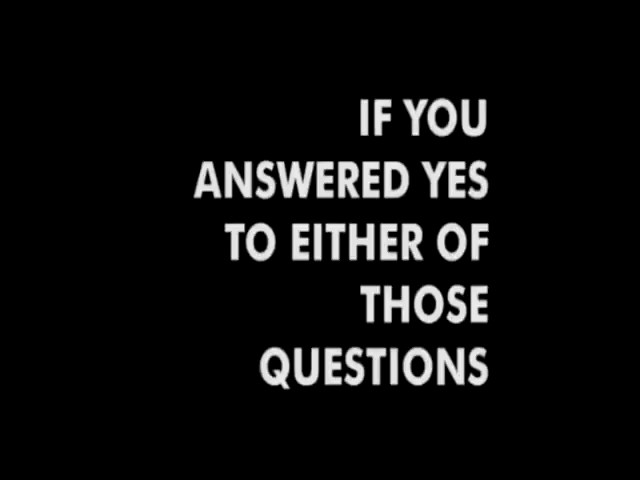 IF YOU
ANSWERED YES
TO EITHER OF
THOSE
QUESTIONS